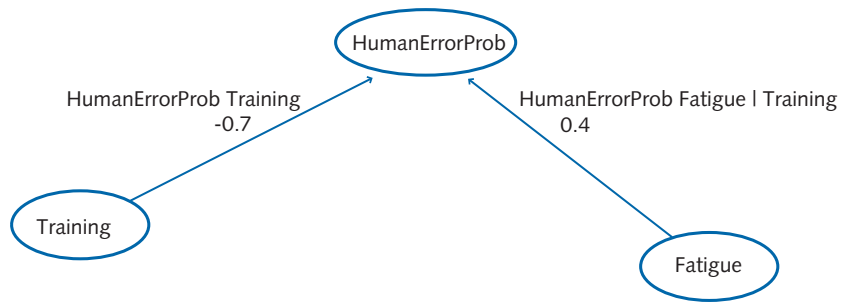 HumanErrorProb
HumanErrorProb Training
-0.7
HumanErrorProb Fatigue | Training
0.4
Training
Fatigue